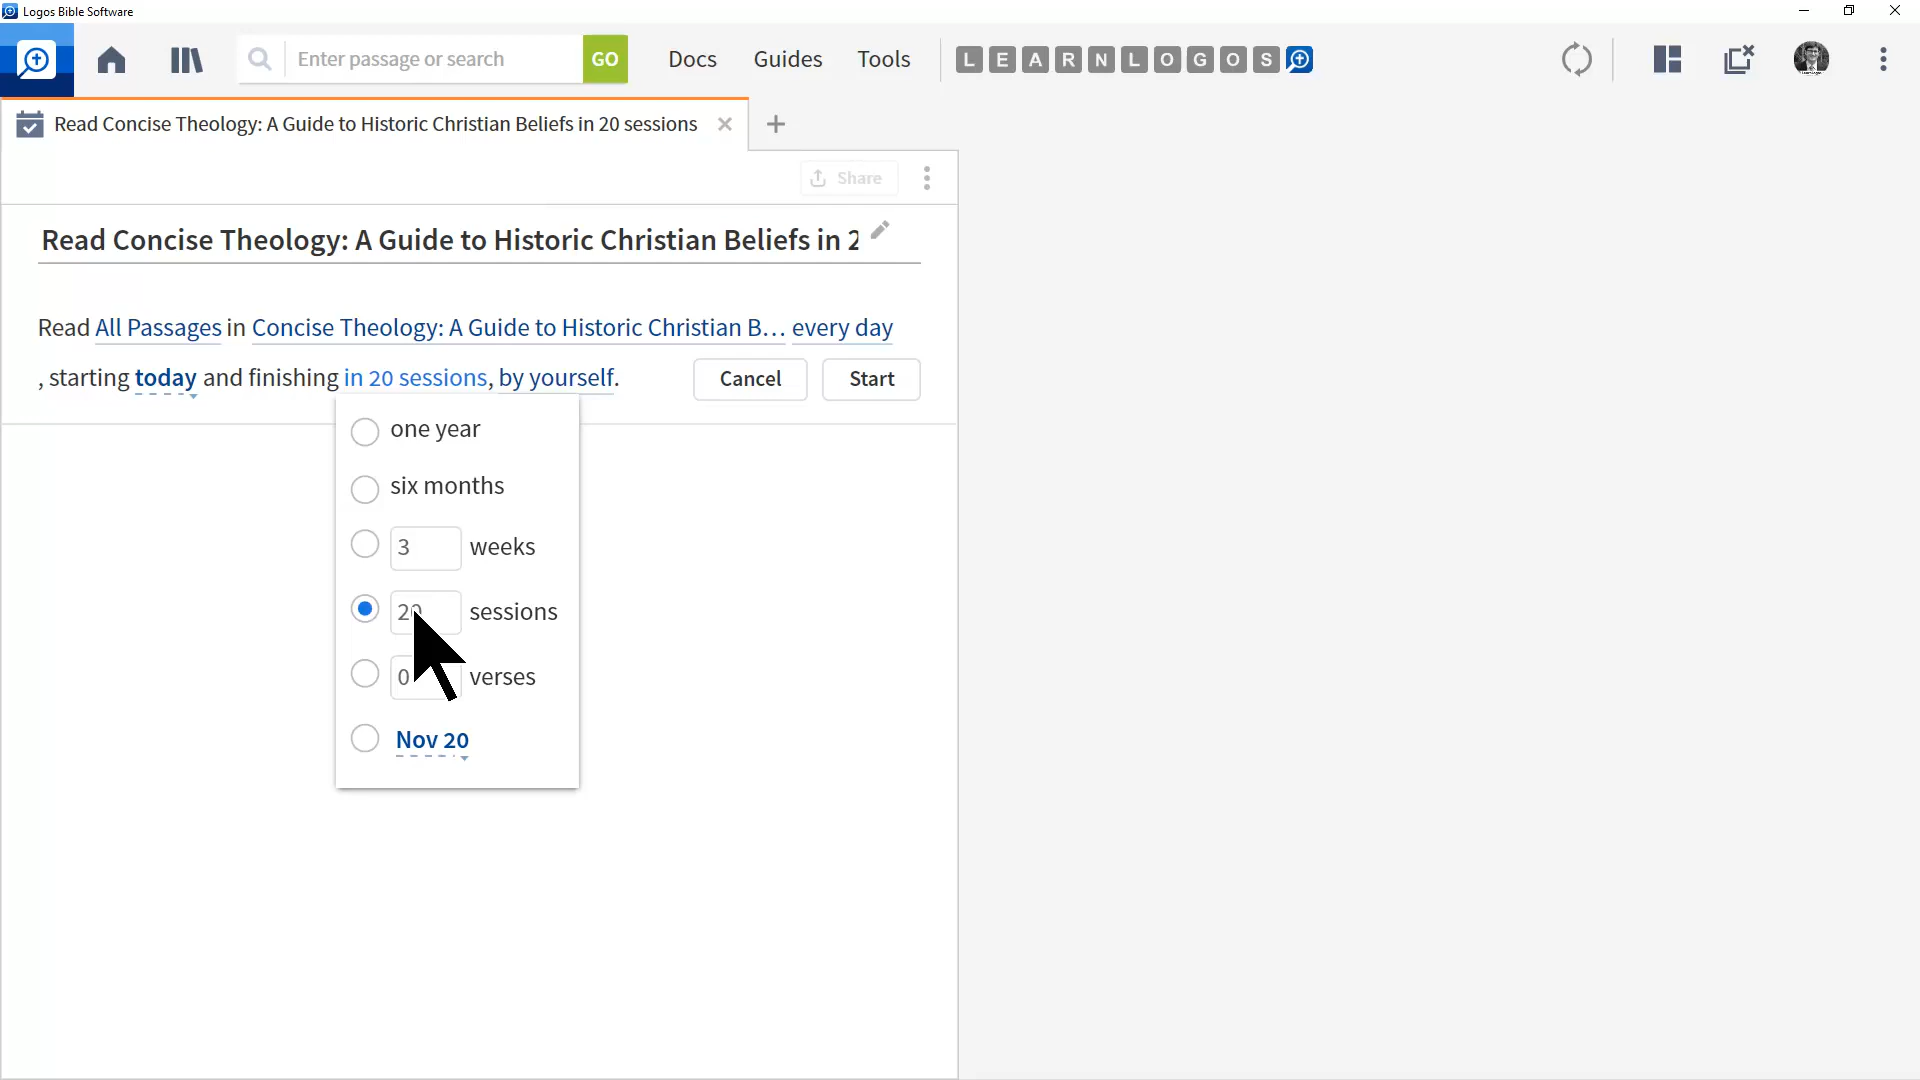 Logos Bible Software
Enter passage or search
GO
Docs
Guides
Tools
LEARNLOGOS
Read Concise Theology: A Guide to Historic Christian Beliefs in 20 sessions
Share
Read Concise Theology: A Guide to Historic Christian Beliefs in 2
Read All Passages in Concise Theology: A Guide to Historic Christian B... every day
, starting today and finishing in 20 sessions, by yourself.
Cancel
Start
one year
six months
3 weeks
20 sessions
0 verses
Nov 20